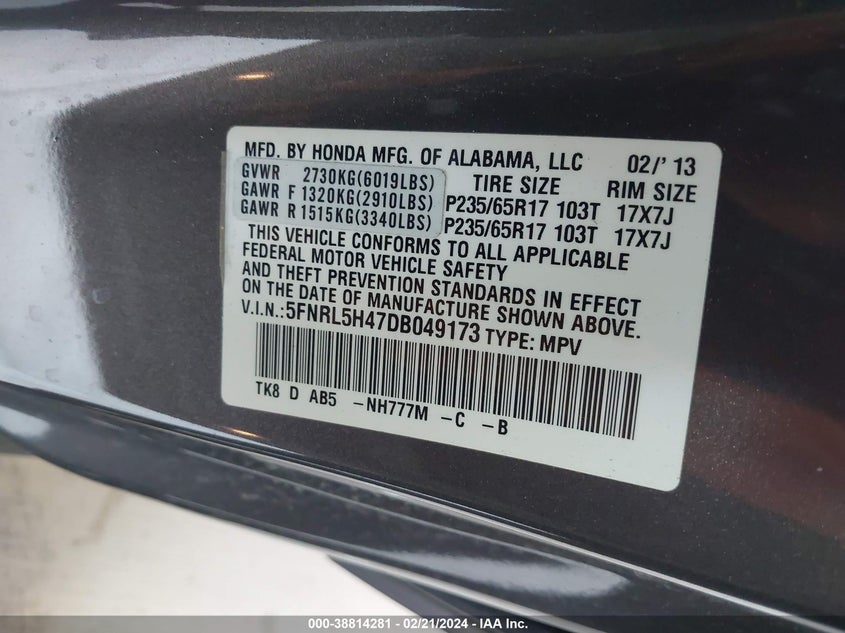 MFD. BY HONDA MFG. OF ALABAMA, LLC 02/' 13
GVWR 2730KG(6019LBS) TIRE SIZE RIM SIZE
GAWR F 1320KG(2910LBS) P235/65R17 103T 17X7J
GAWR R 1515KG(3340LBS) P235/65R17 103T 17X7J
THIS VEHICLE CONFORMS TO ALL APPLICABLE
FEDERAL MOTOR VEHICLE SAFETY
AND THEFT PREVENTION STANDARDS IN EFFECT
ON THE DATE OF MANUFACTURE SHOWN ABOVE.
V.I.N.:5FNRL5H47DB049173 TYPE: MPV
TK8 D AB5 -NH777M -C -B
000-38814281 - 02/21/2024 - IAA Inc.